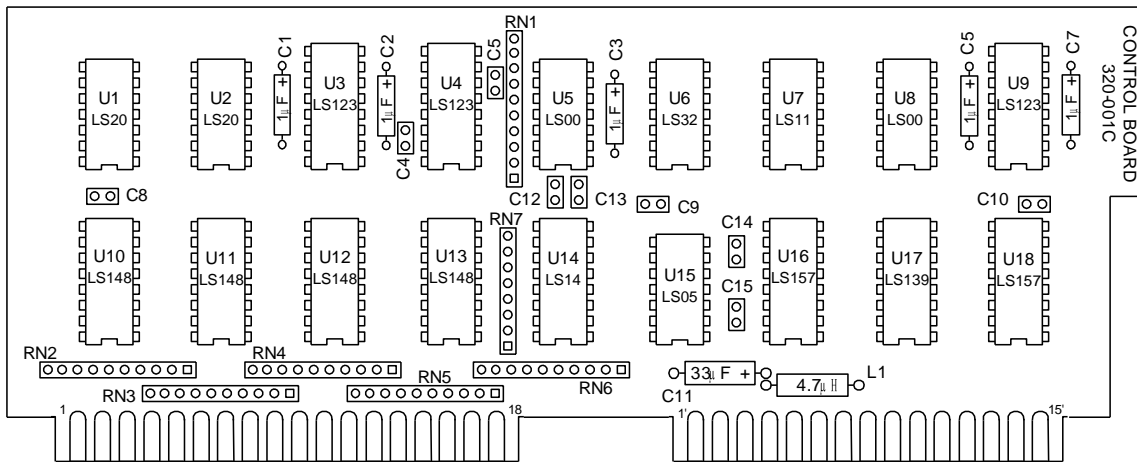 RN1
C1
C2
C5
C3
C5
C7
CONTROL BOARD
320-001C
U1
LS20
U2
LS20
1µF +
U3
LS123
1µF +
C4
U4
LS123
U5
LS00
1µF +
U6
LS32
U7
LS11
U8
LS00
1µF +
U9
LS123
1µF +
C8
C12
C13
C9
C10
RN7
C14
U10
LS148
U11
LS148
U12
LS148
U13
LS148
U14
LS14
U15
LS05
C15
U16
LS157
U17
LS139
U18
LS157
RN2
RN4
RN3
RN5
RN6
33µF +
C11
4.7µH
L1
1
18
1'
15'